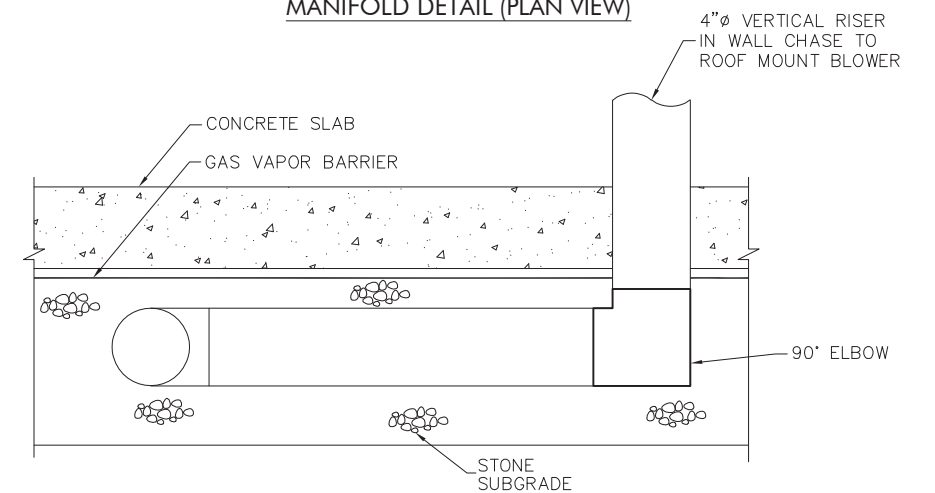 MANIFOLD DETAIL (PLAN VIEW)
4"ø VERTICAL RISER
IN WALL CHASE TO
ROOF MOUNT BLOWER
CONCRETE SLAB
GAS VAPOR BARRIER
90° ELBOW
STONE
SUBGRADE